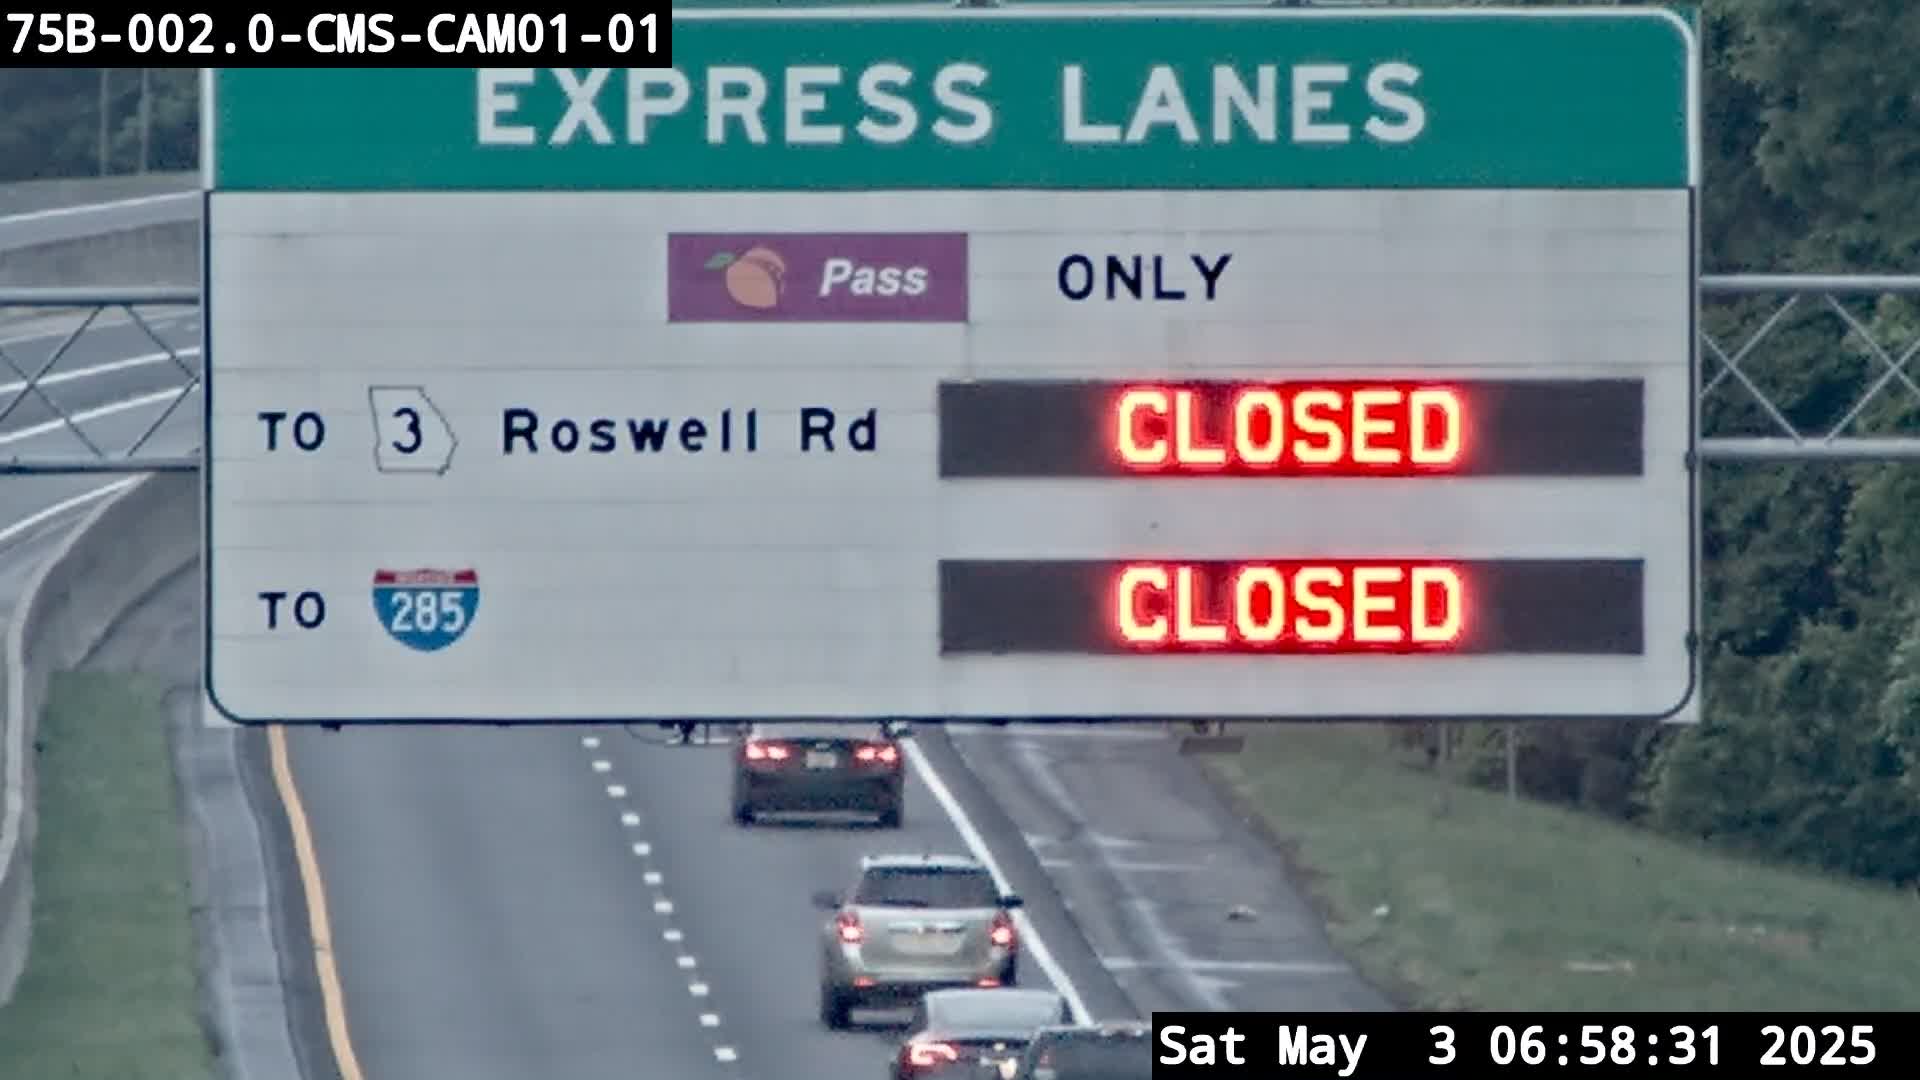 75B-002.0-CMS-CAM01-01
EXPRESS LANES
Pass ONLY
TO 3 Roswell Rd CLOSED
TO 285 CLOSED
Sat May 3 06:58:31 2025